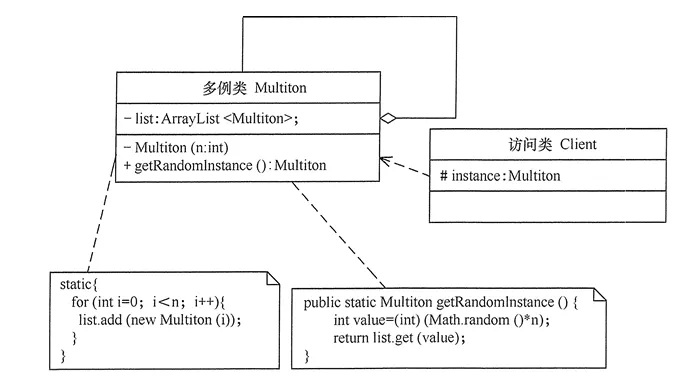 多例类 Multiton
- list:ArrayList <Multiton>;
- Multiton (n:int)
+ getRandomInstance (): Multiton
访问类 Client
# instance:Multiton
static{
for (int i=0; i<n; i++){
list.add (new Multiton (i));
}
}
public static Multiton getRandomInstance () {
int value=(int) (Math.random ()*n);
return list.get (value);
}